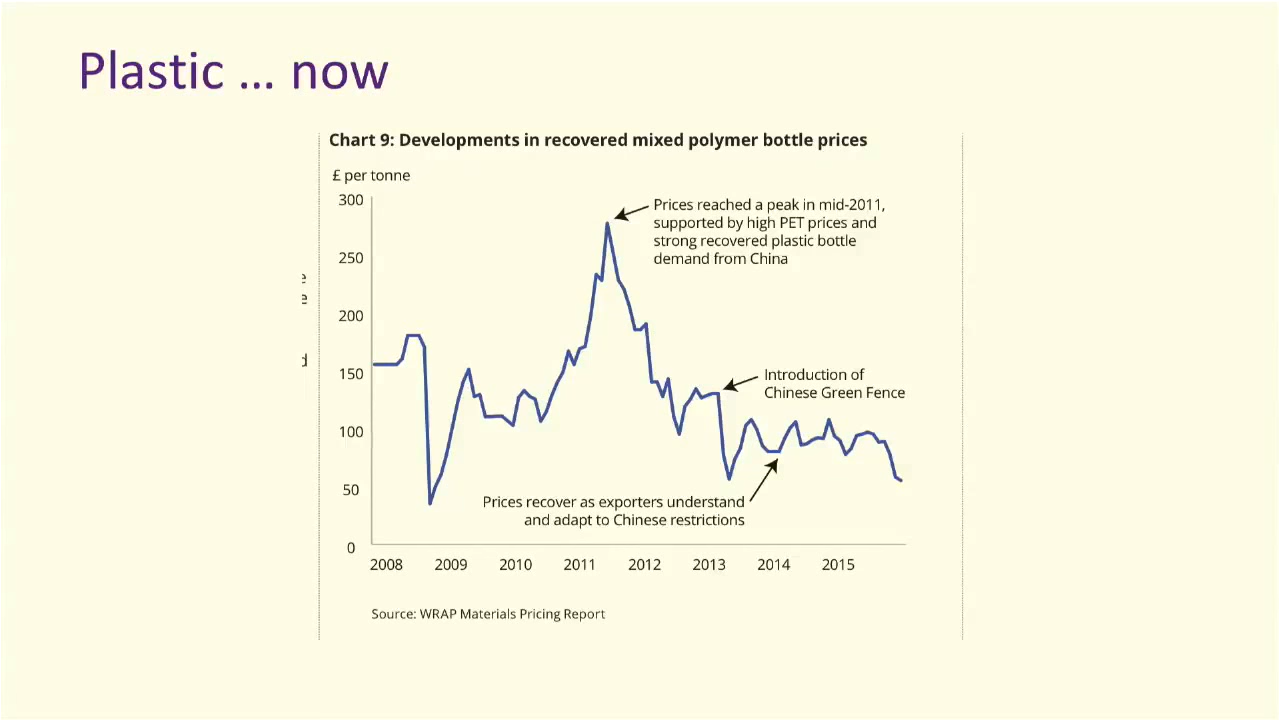 Plastic ... now
Chart 9: Developments in recovered mixed polymer bottle prices
£ per tonne
300
250
200
150
100
50
0
Prices reached a peak in mid-2011,
supported by high PET prices and
strong recovered plastic bottle
demand from China
Introduction of
Chinese Green Fence
Prices recover as exporters understand
and adapt to Chinese restrictions
2008 2009 2010 2011 2012 2013 2014 2015
Source: WRAP Materials Pricing Report